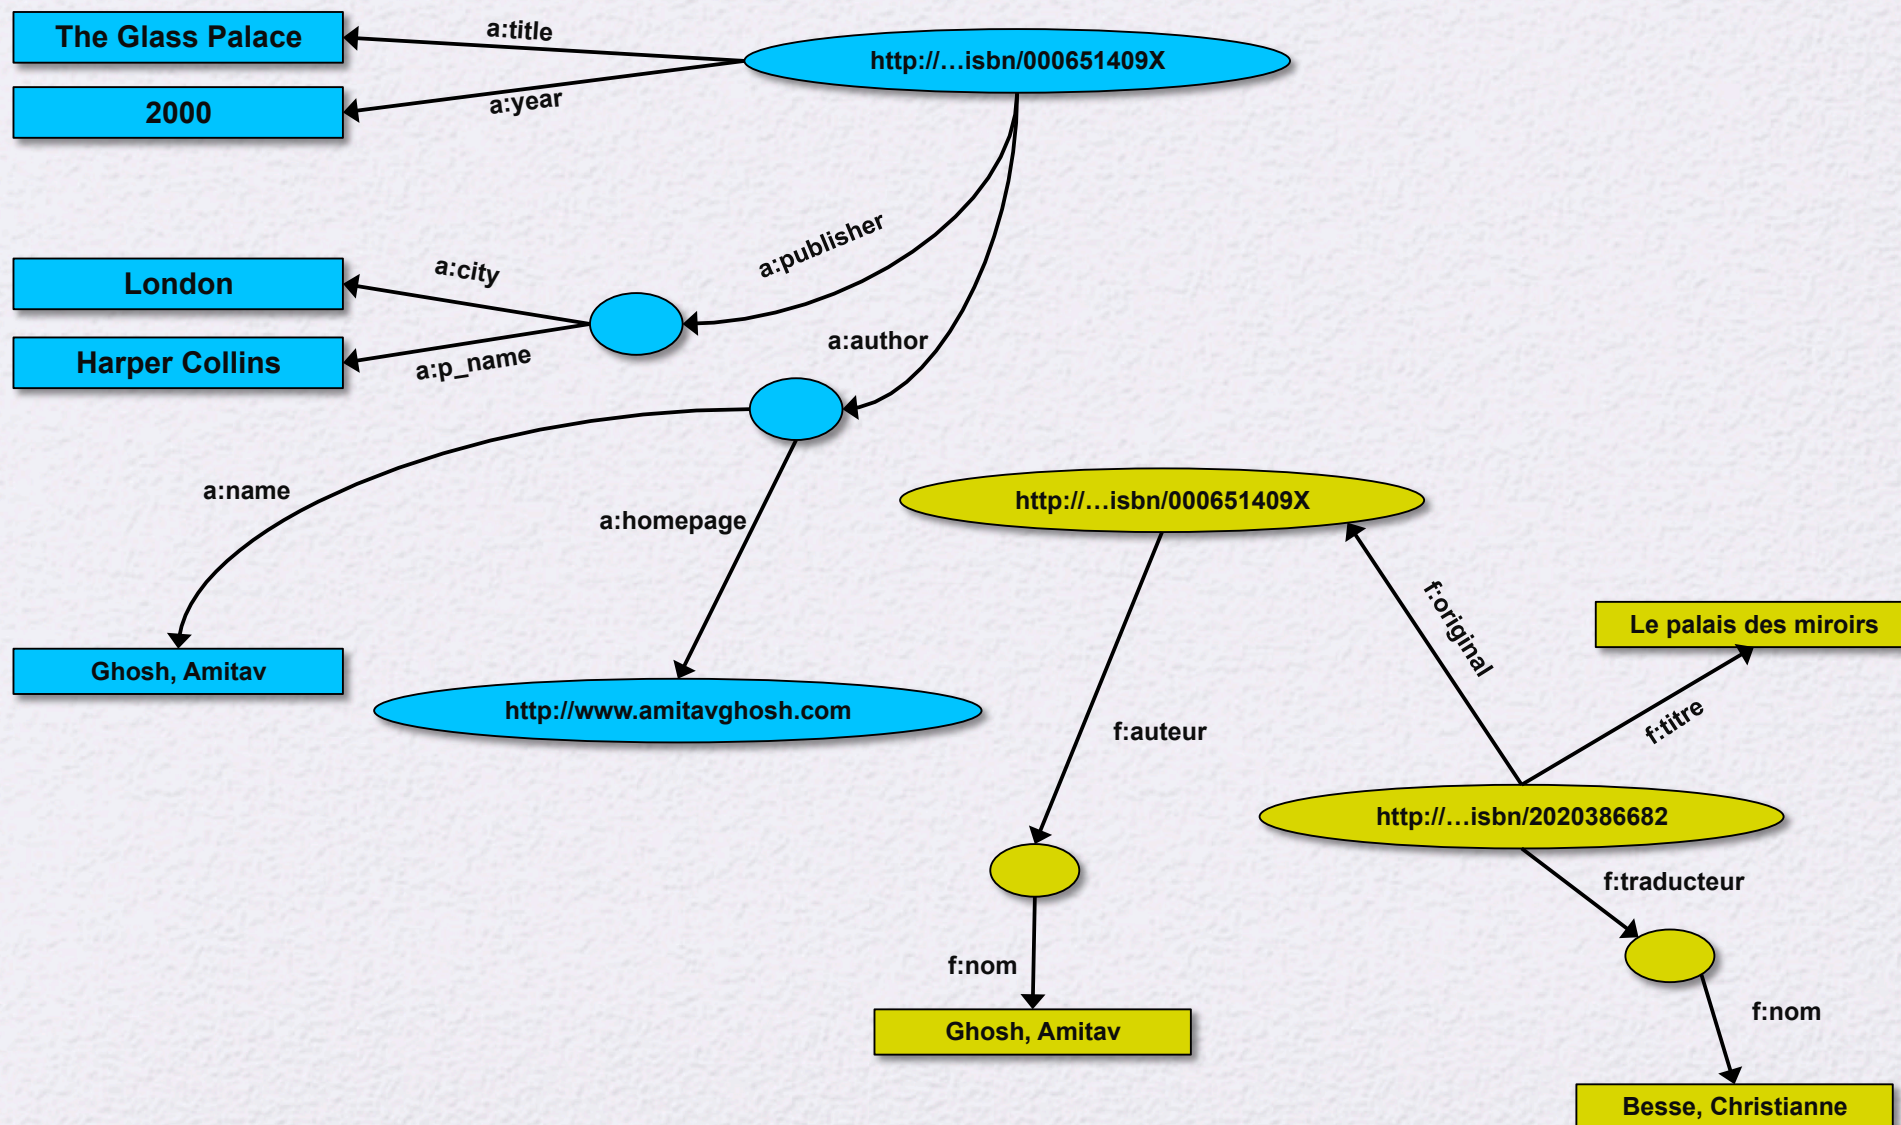 The Glass Palace
a:title
http://…isbn/000651409X
2000
a:year
a:publisher
London
a:city
a:author
Harper Collins
a:p_name
a:name
a:homepage
http://…isbn/000651409X
f:original
Le palais des miroirs
Ghosh, Amitav
http://www.amitavghosh.com
f:auteur
f:titre
http://…isbn/2020386682
f:traducteur
f:nom
f:nom
Ghosh, Amitav
Besse, Christianne